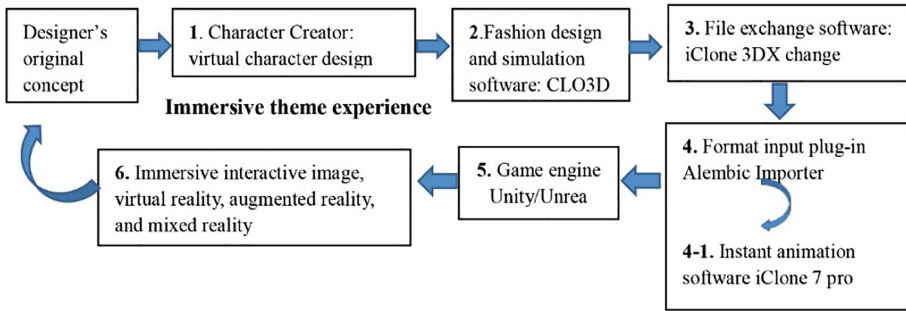 Designer's
original
concept
1. Character Creator:
virtual character design
2.Fashion design
and simulation
software: CLO3D
3. File exchange software:
iClone 3DX change
Immersive theme experience
4. Format input plug-in
Alembic Importer
4-1. Instant animation
software iClone 7 pro
5. Game engine
Unity/Unrea
6. Immersive interactive image,
virtual reality, augmented reality,
and mixed reality